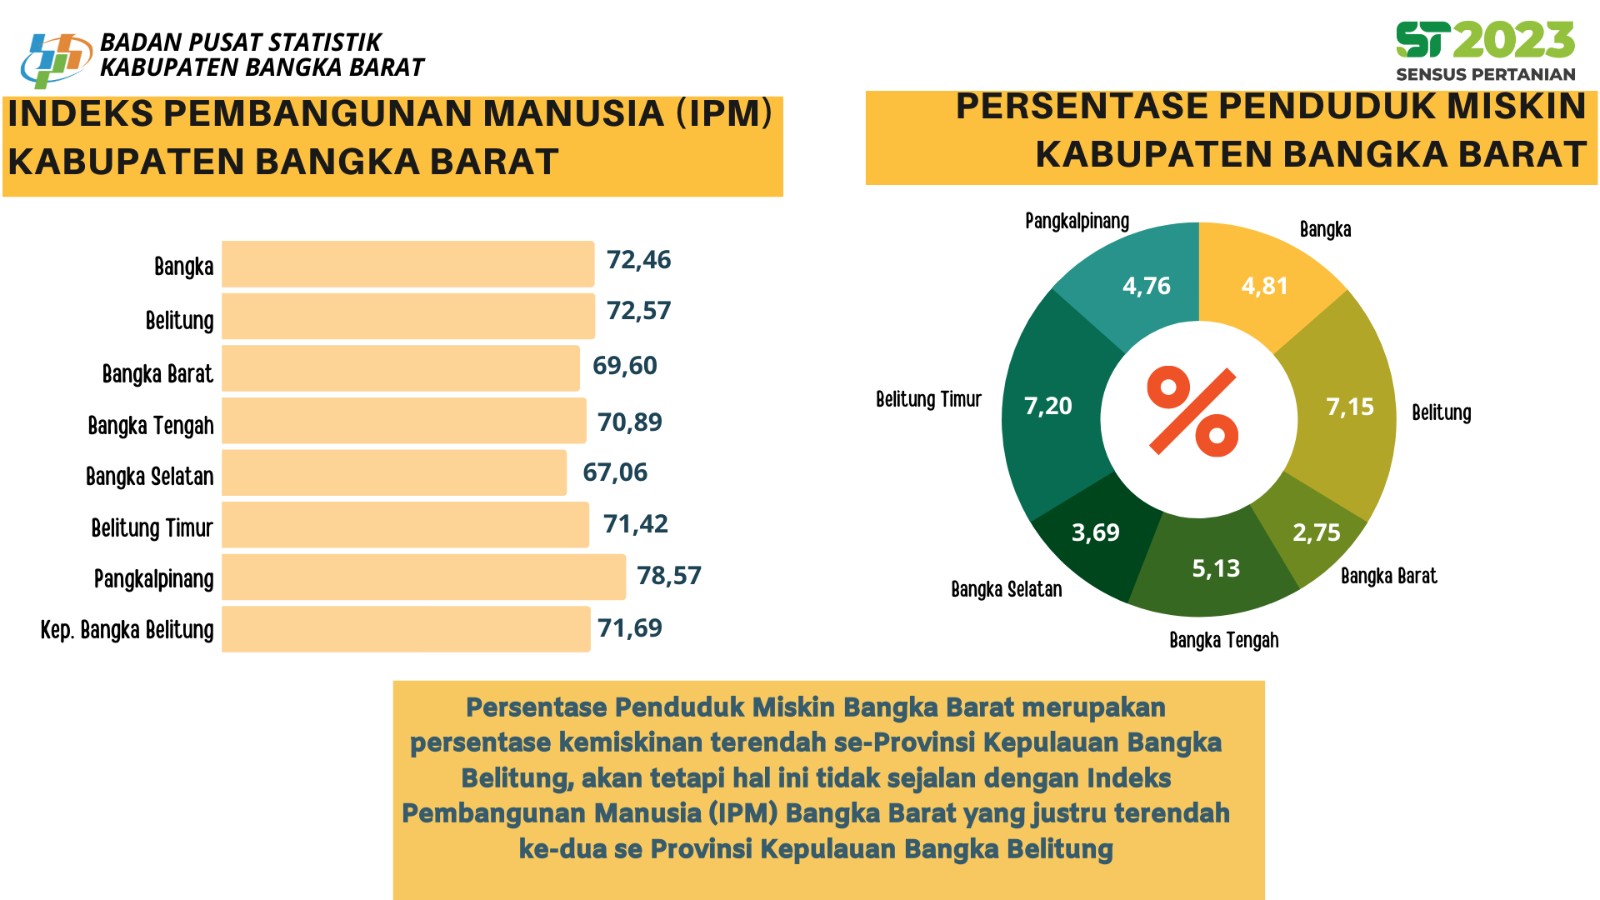 BADAN PUSAT STATISTIK
KABUPATEN BANGKA BARAT
ST2023
SENSUS PERTANIAN
INDEKS PEMBANGUNAN MANUSIA (IPM)
KABUPATEN BANGKA BARAT
PERSENTASE PENDUDUK MISKIN
KABUPATEN BANGKA BARAT
Bangka 72,46
Belitung 72,57
Bangka Barat 69,60
Bangka Tengah 70,89
Bangka Selatan 67,06
Belitung Timur 71,42
Pangkalpinang 78,57
Kep. Bangka Belitung 71,69
Pangkalpinang
Bangka
4,76
4,81
Belitung Timur
7,20
%
7,15
Belitung
3,69
2,75
5,13
Bangka Selatan
Bangka Barat
Bangka Tengah
Persentase Penduduk Miskin Bangka Barat merupakan
persentase kemiskinan terendah se-Provinsi Kepulauan Bangka
Belitung, akan tetapi hal ini tidak sejalan dengan Indeks
Pembangunan Manusia (IPM) Bangka Barat yang justru terendah
ke-dua se Provinsi Kepulauan Bangka Belitung